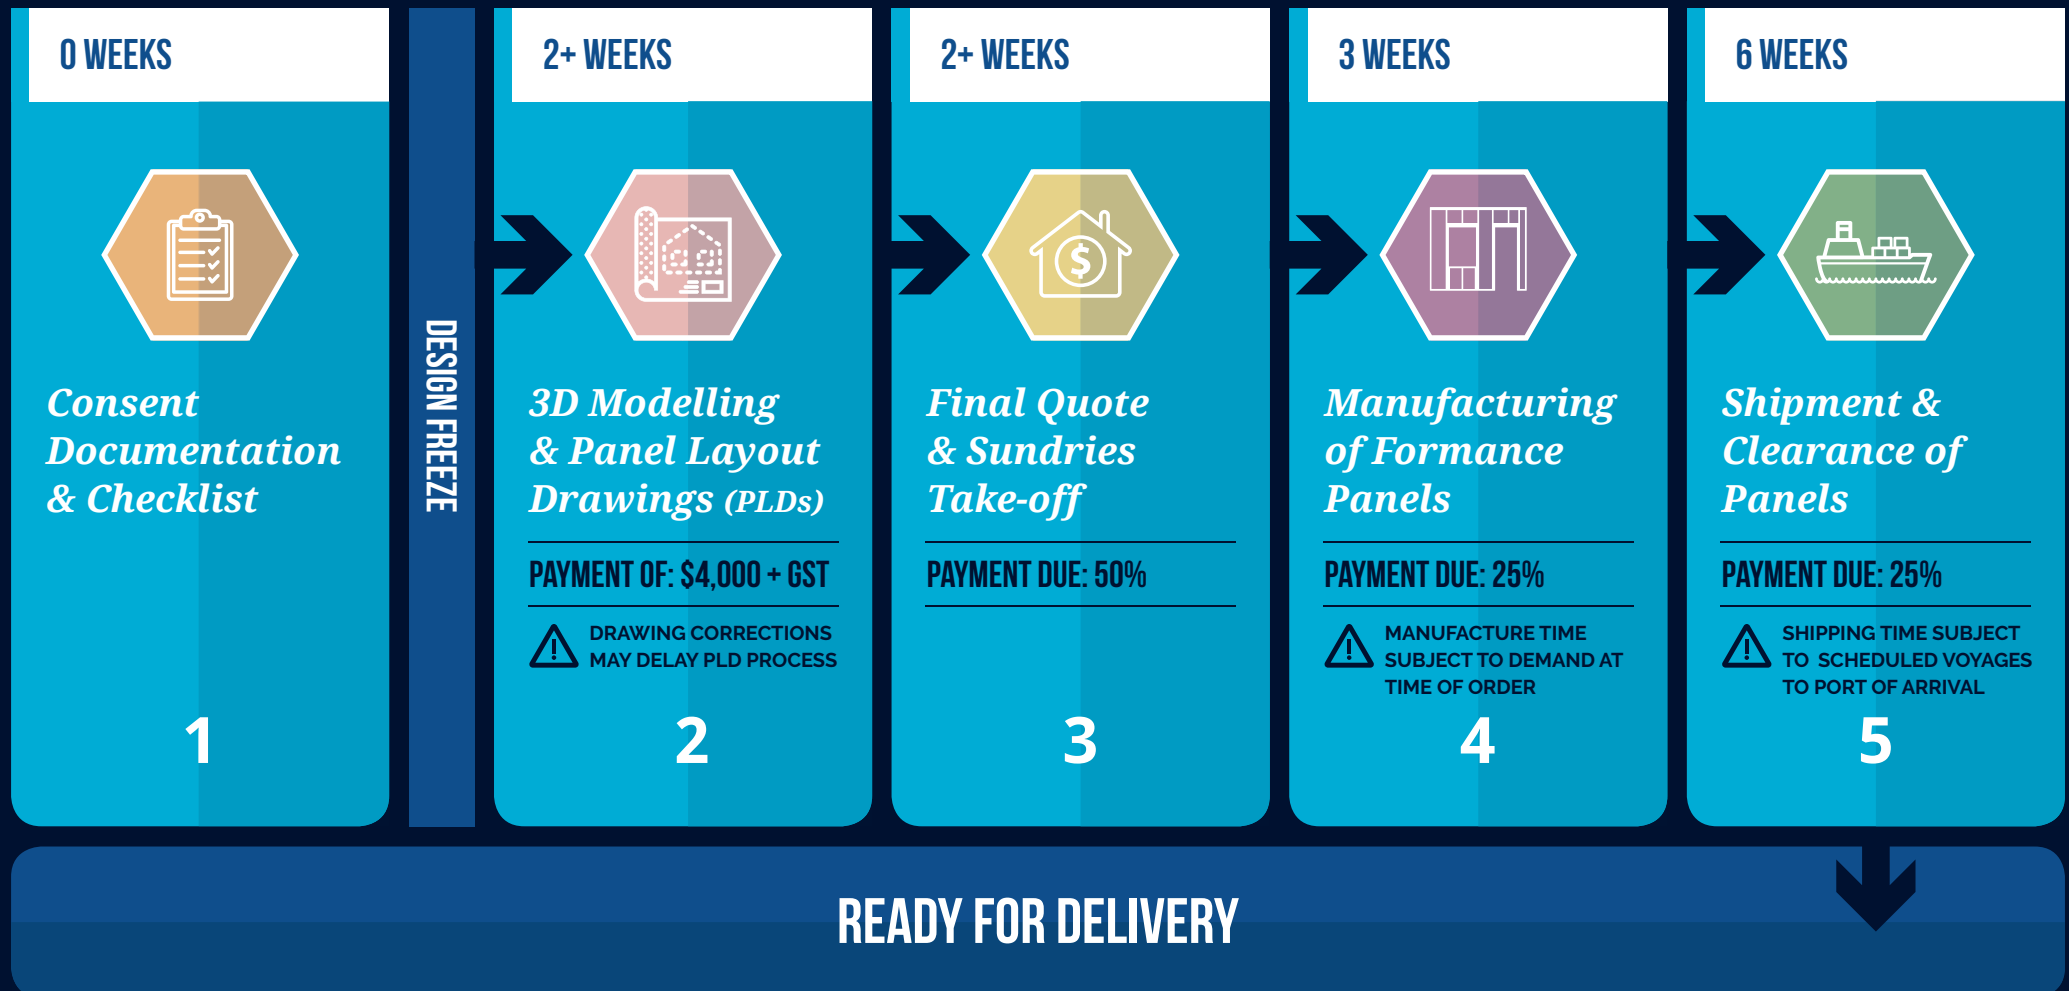 0 WEEKS
Consent
Documentation
& Checklist
1
DESIGN FREEZE
2+ WEEKS
3D Modelling
& Panel Layout
Drawings (PLDs)
PAYMENT OF: $4,000 + GST
DRAWING CORRECTIONS
MAY DELAY PLD PROCESS
2
2+ WEEKS
$
Final Quote
& Sundries
Take-off
PAYMENT DUE: 50%
3
3 WEEKS
Manufacturing
of Formance
Panels
PAYMENT DUE: 25%
MANUFACTURE TIME
SUBJECT TO DEMAND AT
TIME OF ORDER
4
6 WEEKS
Shipment &
Clearance of
Panels
PAYMENT DUE: 25%
SHIPPING TIME SUBJECT
TO SCHEDULED VOYAGES
TO PORT OF ARRIVAL
5
READY FOR DELIVERY